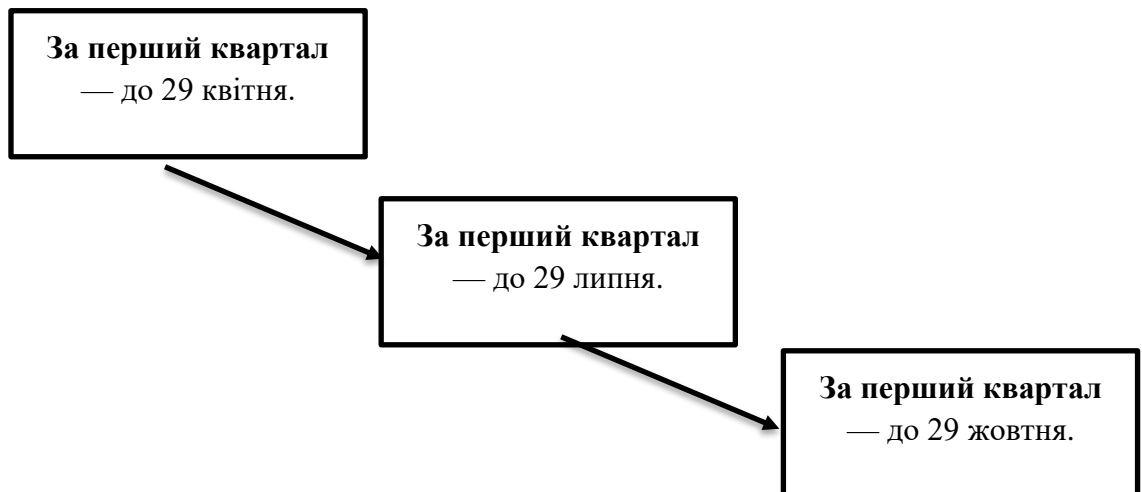 За перший квартал
— до 29 квітня.
За перший квартал
— до 29 липня.
За перший квартал
— до 29 жовтня.